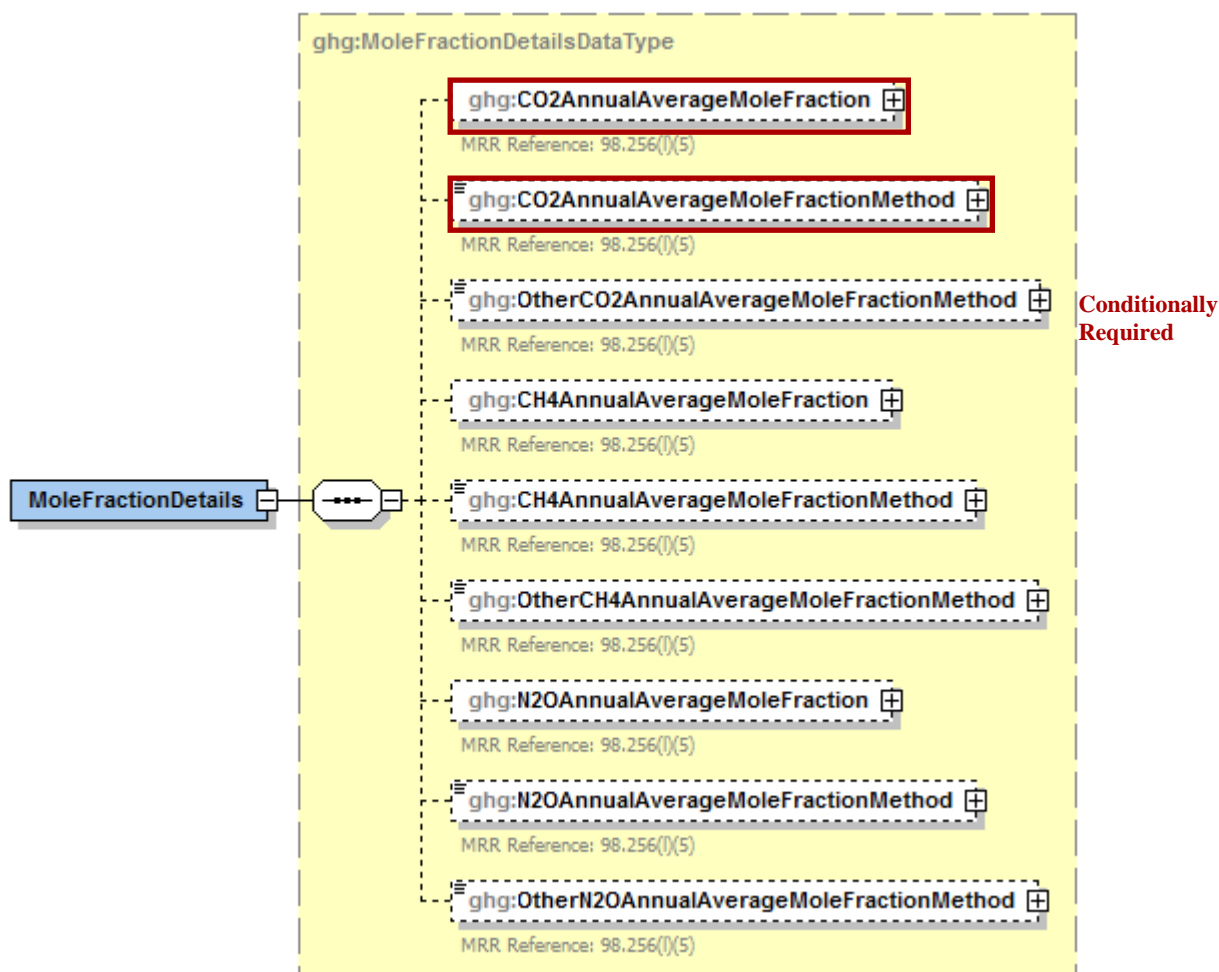 ghg:MoleFractionDetailsDataType
ghg:CO2AnnualAverageMoleFraction
MRR Reference: 98.256(l)(5)
ghg:CO2AnnualAverageMoleFractionMethod
MRR Reference: 98.256(l)(5)
ghg:OtherCO2AnnualAverageMoleFractionMethod
Conditionally
Required
MRR Reference: 98.256(l)(5)
ghg:CH4AnnualAverageMoleFraction
MRR Reference: 98.256(l)(5)
MoleFractionDetails
ghg:CH4AnnualAverageMoleFractionMethod
MRR Reference: 98.256(l)(5)
ghg:OtherCH4AnnualAverageMoleFractionMethod
MRR Reference: 98.256(l)(5)
ghg:N2OAnnualAverageMoleFraction
MRR Reference: 98.256(l)(5)
ghg:N2OAnnualAverageMoleFractionMethod
MRR Reference: 98.256(l)(5)
ghg:OtherN2OAnnualAverageMoleFractionMethod
MRR Reference: 98.256(l)(5)